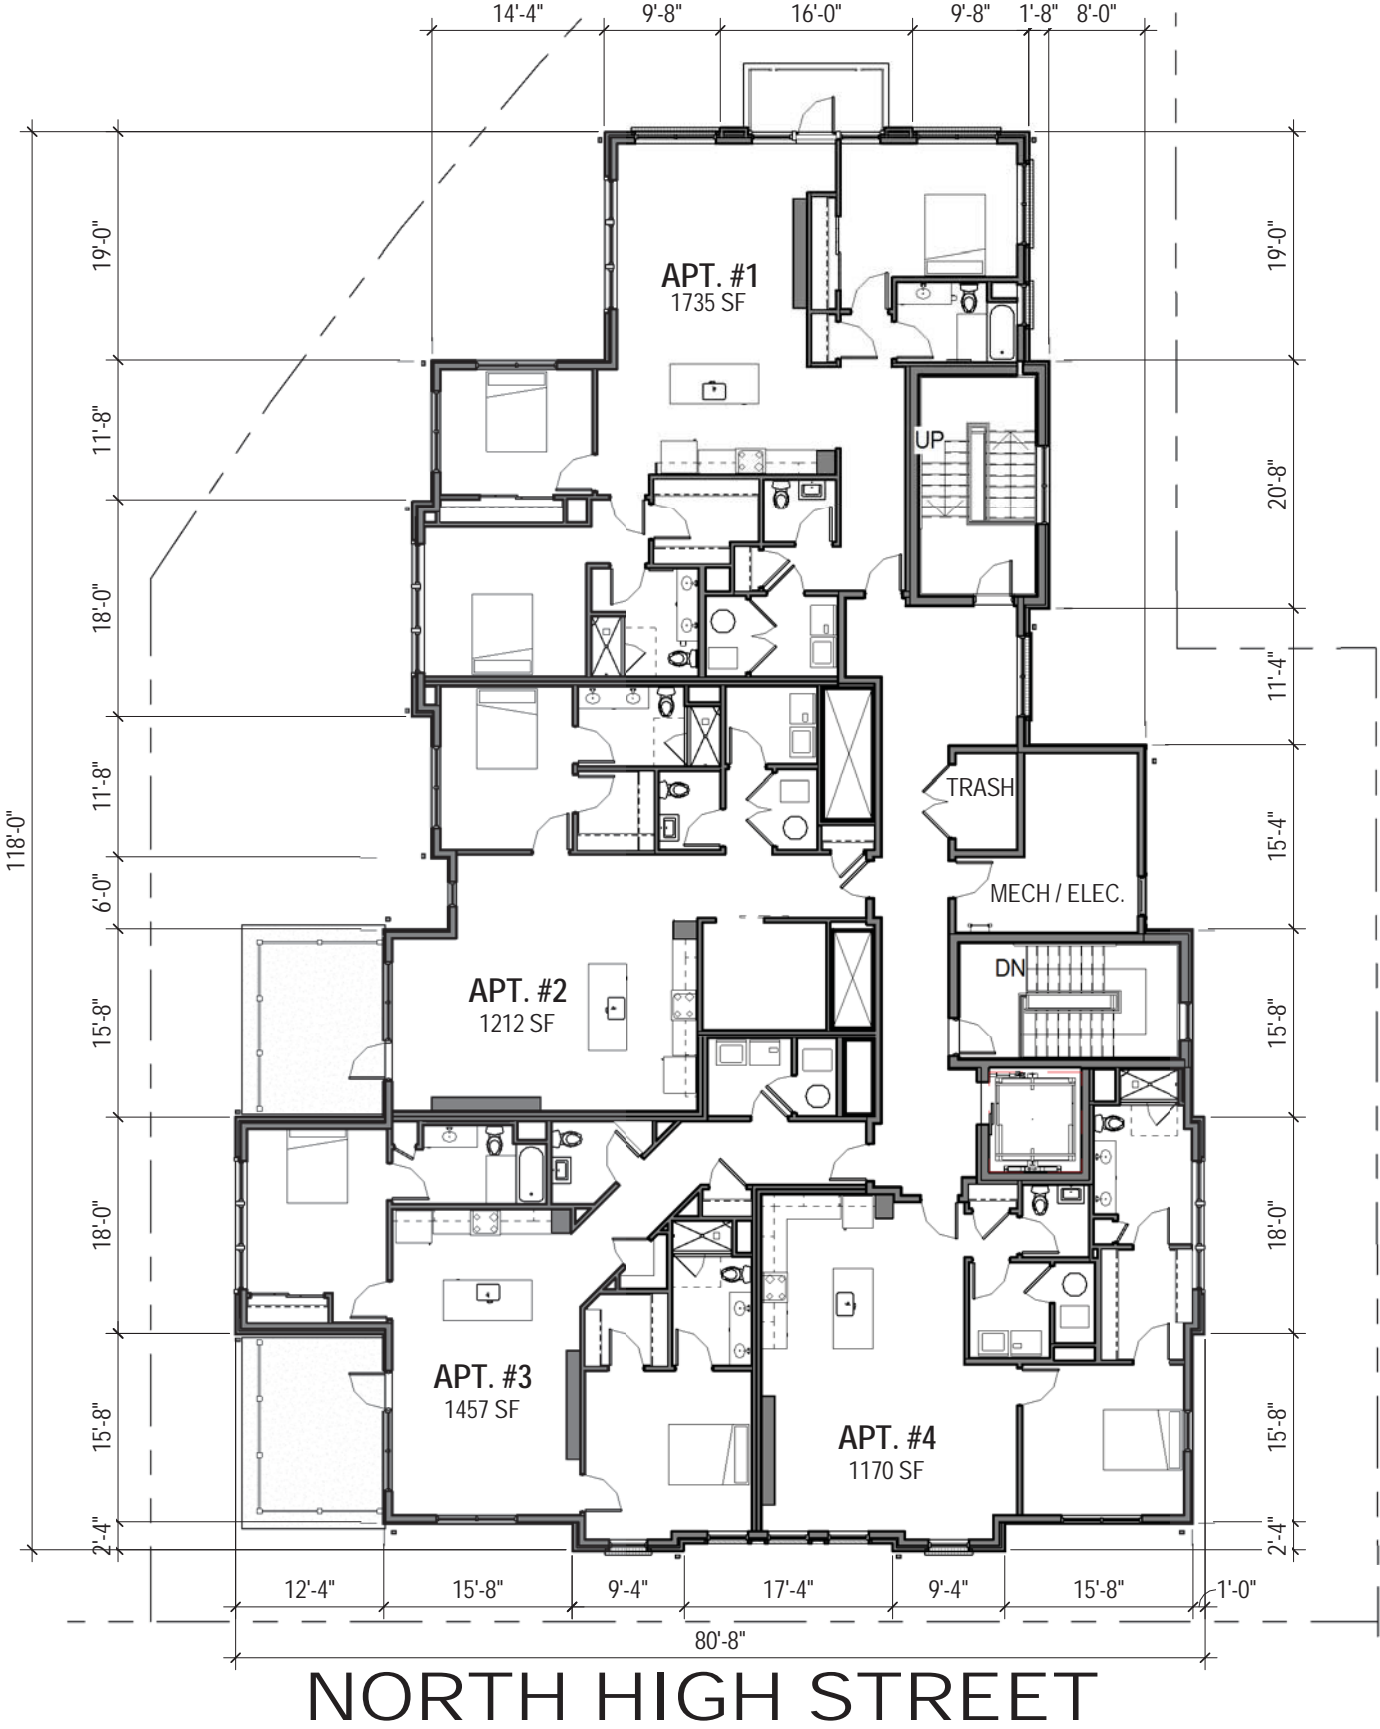 14'-4" 9'-8" 16'-0" 9'-8" 1'-8" 8'-0"
118'-0"
19'-0"
11'-8"
18'-0"
11'-8"
6'-0"
15'-8"
18'-0"
15'-8"
2'-4"
APT. #1
1735 SF
UP
TRASH
MECH / ELEC.
DN
APT. #2
1212 SF
APT. #3
1457 SF
APT. #4
1170 SF
19'-0"
20'-8"
11'-4"
15'-4"
15'-8"
18'-0"
15'-8"
2'-4"
12'-4" 15'-8" 9'-4" 17'-4" 9'-4" 15'-8" 1'-0"
80'-8"
NORTH HIGH STREET